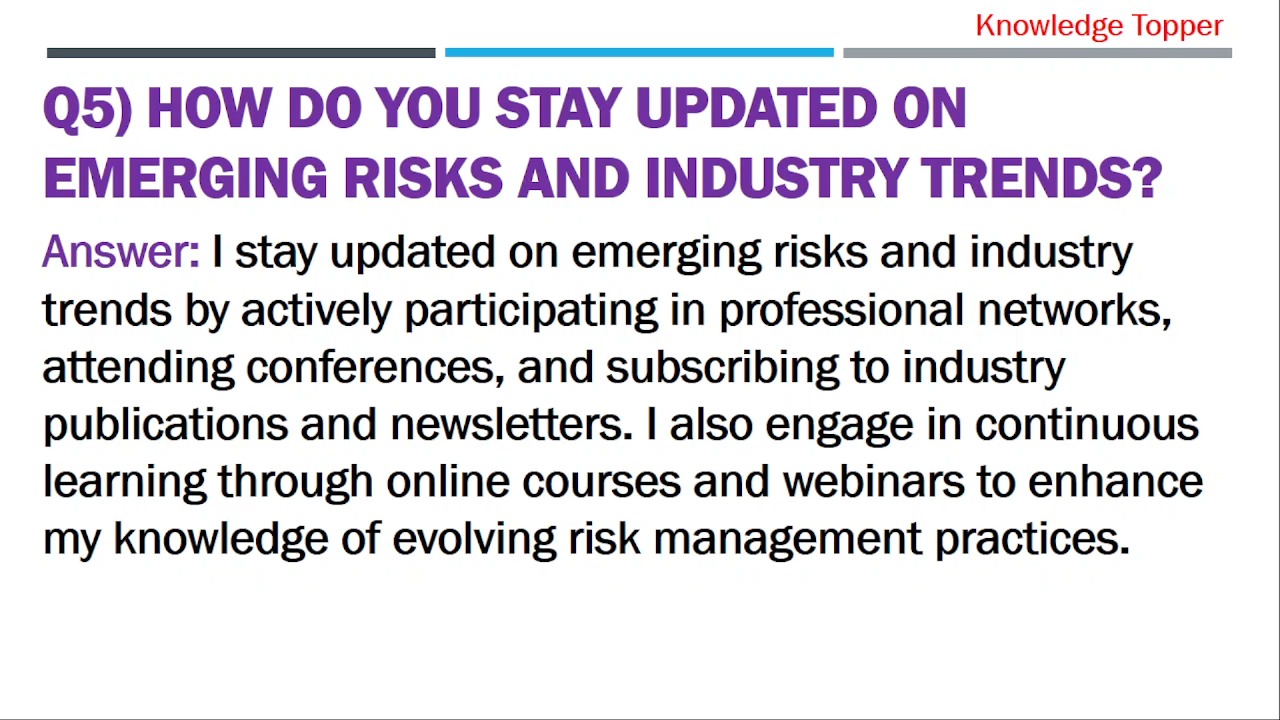 Knowledge Topper
Q5) HOW DO YOU STAY UPDATED ON
EMERGING RISKS AND INDUSTRY TRENDS?
Answer: I stay updated on emerging risks and industry
trends by actively participating in professional networks,
attending conferences, and subscribing to industry
publications and newsletters. I also engage in continuous
learning through online courses and webinars to enhance
my knowledge of evolving risk management practices.